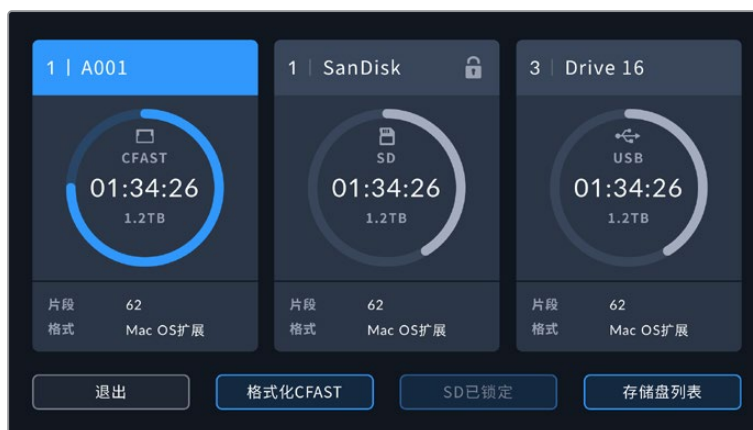 1 | A001
CFAST
01:34:26
1.2TB
片段 62
格式 Mac OS扩展
1 | SanDisk
SD
01:34:26
1.2TB
片段 62
格式 Mac OS扩展
3 | Drive 16
USB
01:34:26
1.2TB
片段 62
格式 Mac OS扩展
退出
格式化CFAST
SD已锁定
存储盘列表